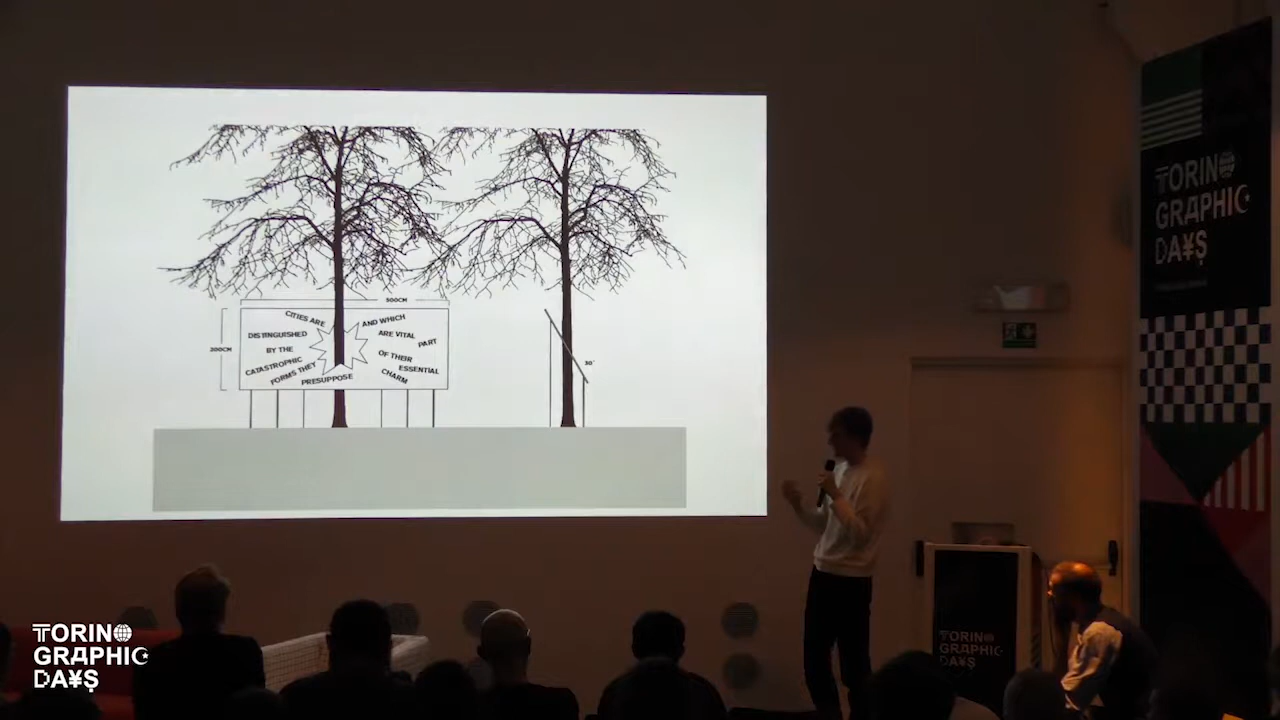 500CM
200CM
CITIES ARE
DISTINGUISHED
BY THE
CATASTROPHIC
FORMS THEY
PRESUPPOSE
AND WHICH
ARE VITAL
PART
OF THEIR
ESSENTIAL
CHARM
30°
TORINO
GRAPHIC
DA¥Ș
TORINO
GRAPHIC
DA¥Ș
TORINO
GRAPHIC
DA¥Ș